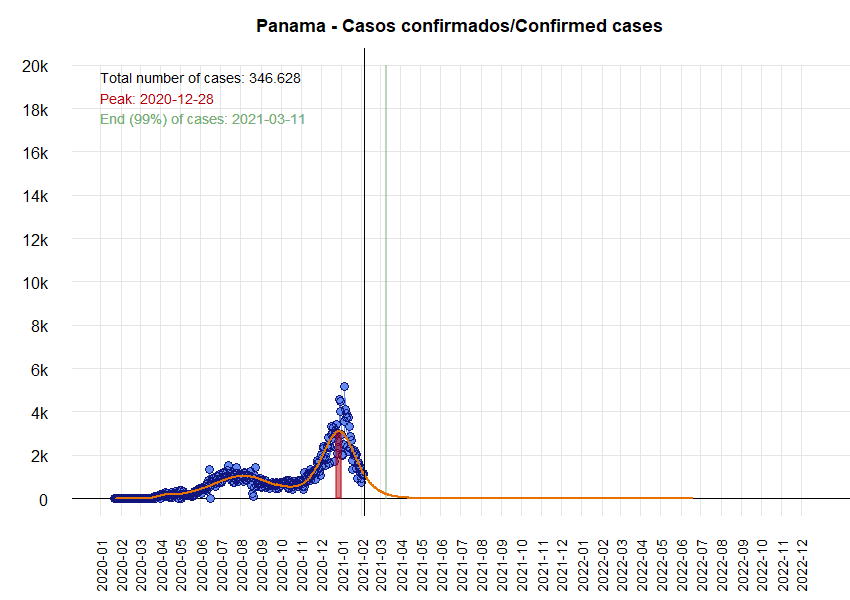 Panama - Casos confirmados/Confirmed cases
20k
18k
16k
14k
12k
10k
8k
6k
4k
2k
0
Total number of cases: 346.628
Peak: 2020-12-28
End (99%) of cases: 2021-03-11
2020-01
2020-02
2020-03
2020-04
2020-05
2020-06
2020-07
2020-08
2020-09
2020-10
2020-11
2020-12
2021-01
2021-02
2021-03
2021-04
2021-05
2021-06
2021-07
2021-08
2021-09
2021-10
2021-11
2021-12
2022-01
2022-02
2022-03
2022-04
2022-05
2022-06
2022-07
2022-08
2022-09
2022-10
2022-11
2022-12